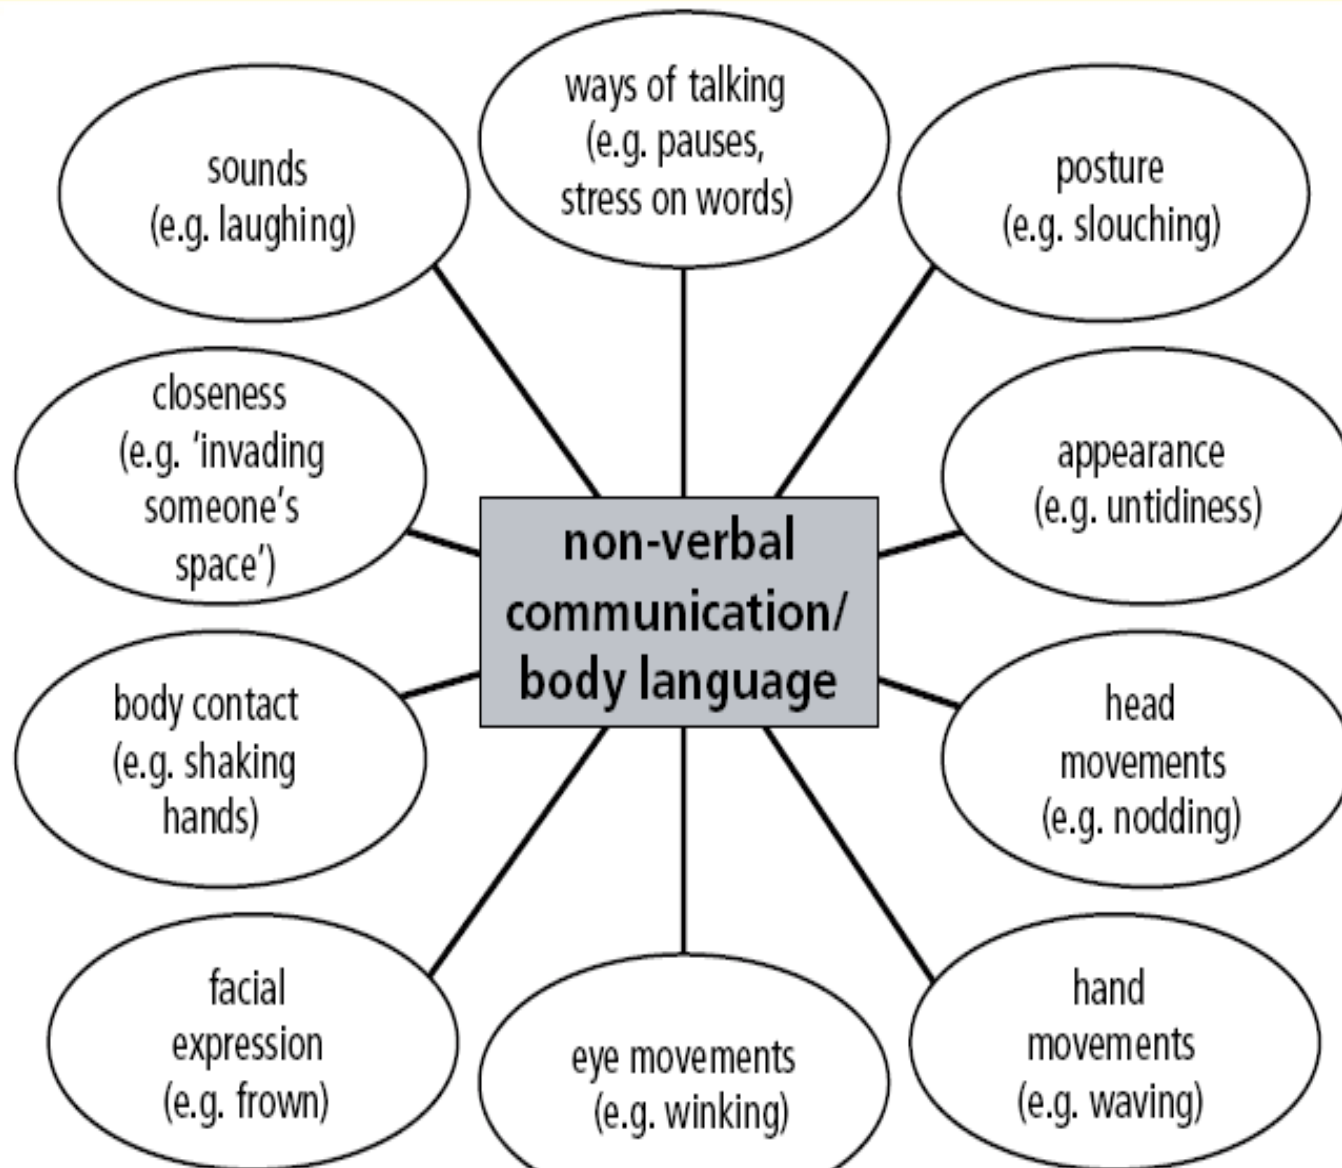 ways of talking
(e.g. pauses,
stress on words)
sounds
(e.g. laughing)
posture
(e.g. slouching)
closeness
(e.g. ‘invading
someone’s
space’)
appearance
(e.g. untidiness)
non-verbal
communication/
body language
body contact
(e.g. shaking
hands)
head
movements
(e.g. nodding)
facial
expression
(e.g. frown)
eye movements
(e.g. winking)
hand
movements
(e.g. waving)